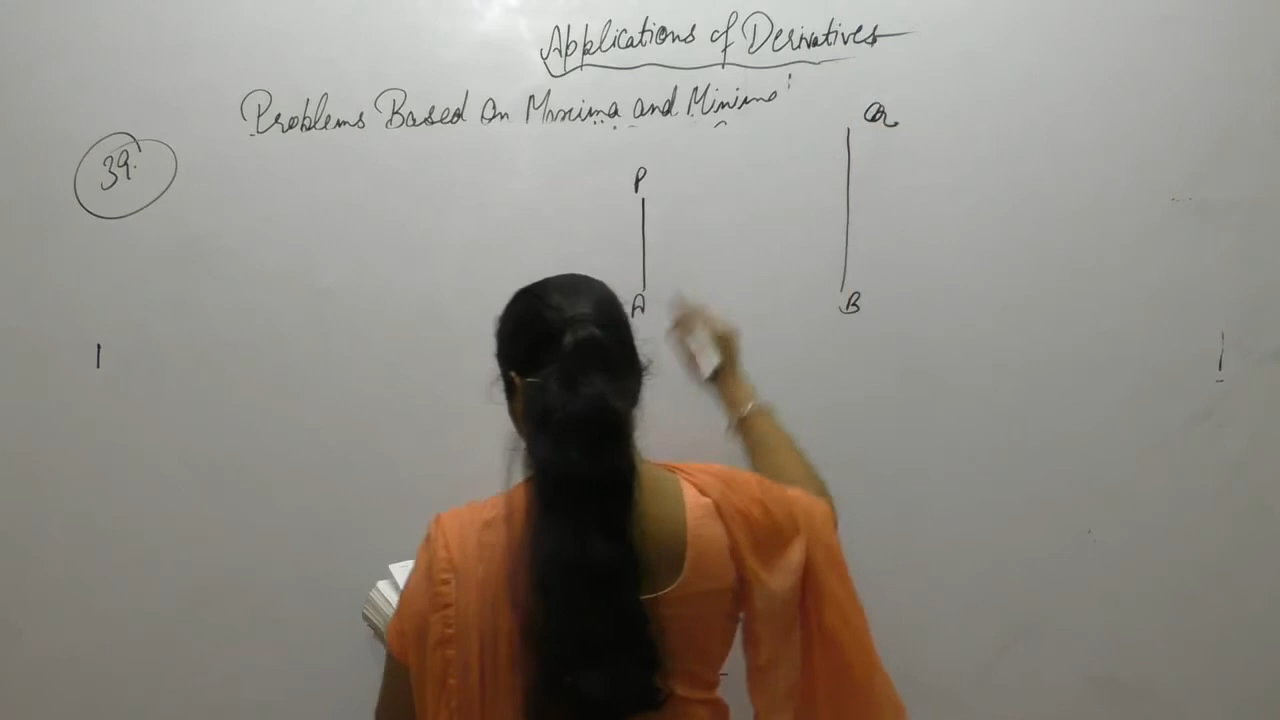 Applications of Derivatives
Problems Based On Maxima and Minima
39.
P
Q
A
B